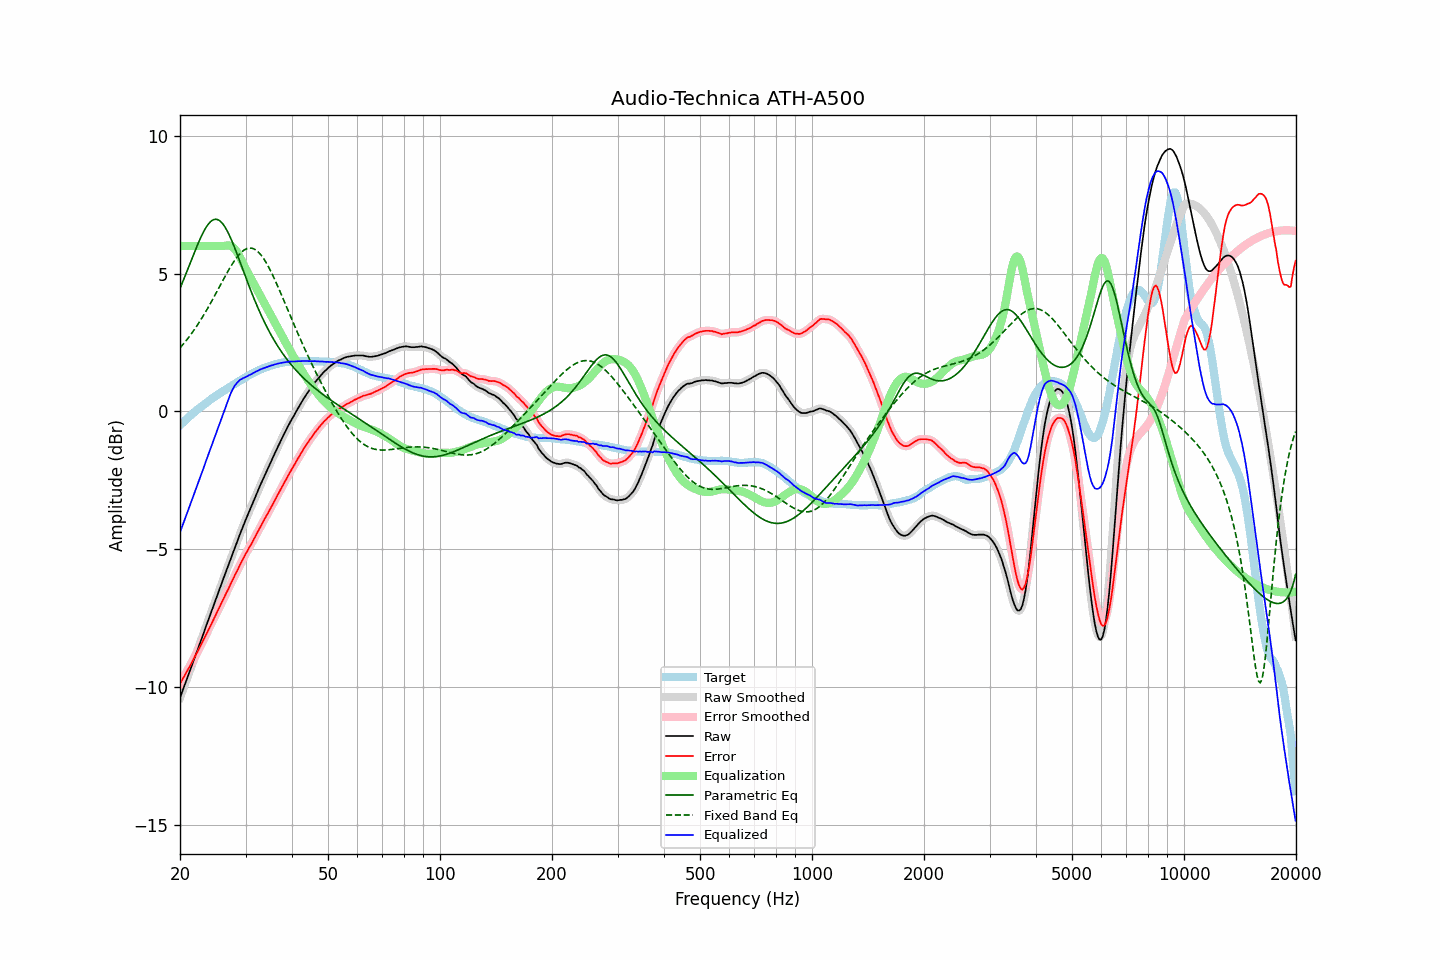 Audio-Technica ATH-A500
Amplitude (dBr)
10
5
0
−5
−10
−15
Target
Raw Smoothed
Error Smoothed
Raw
Error
Equalization
Parametric Eq
Fixed Band Eq
Equalized
20 50 100 200 500 1000 2000 5000 10000 20000
Frequency (Hz)